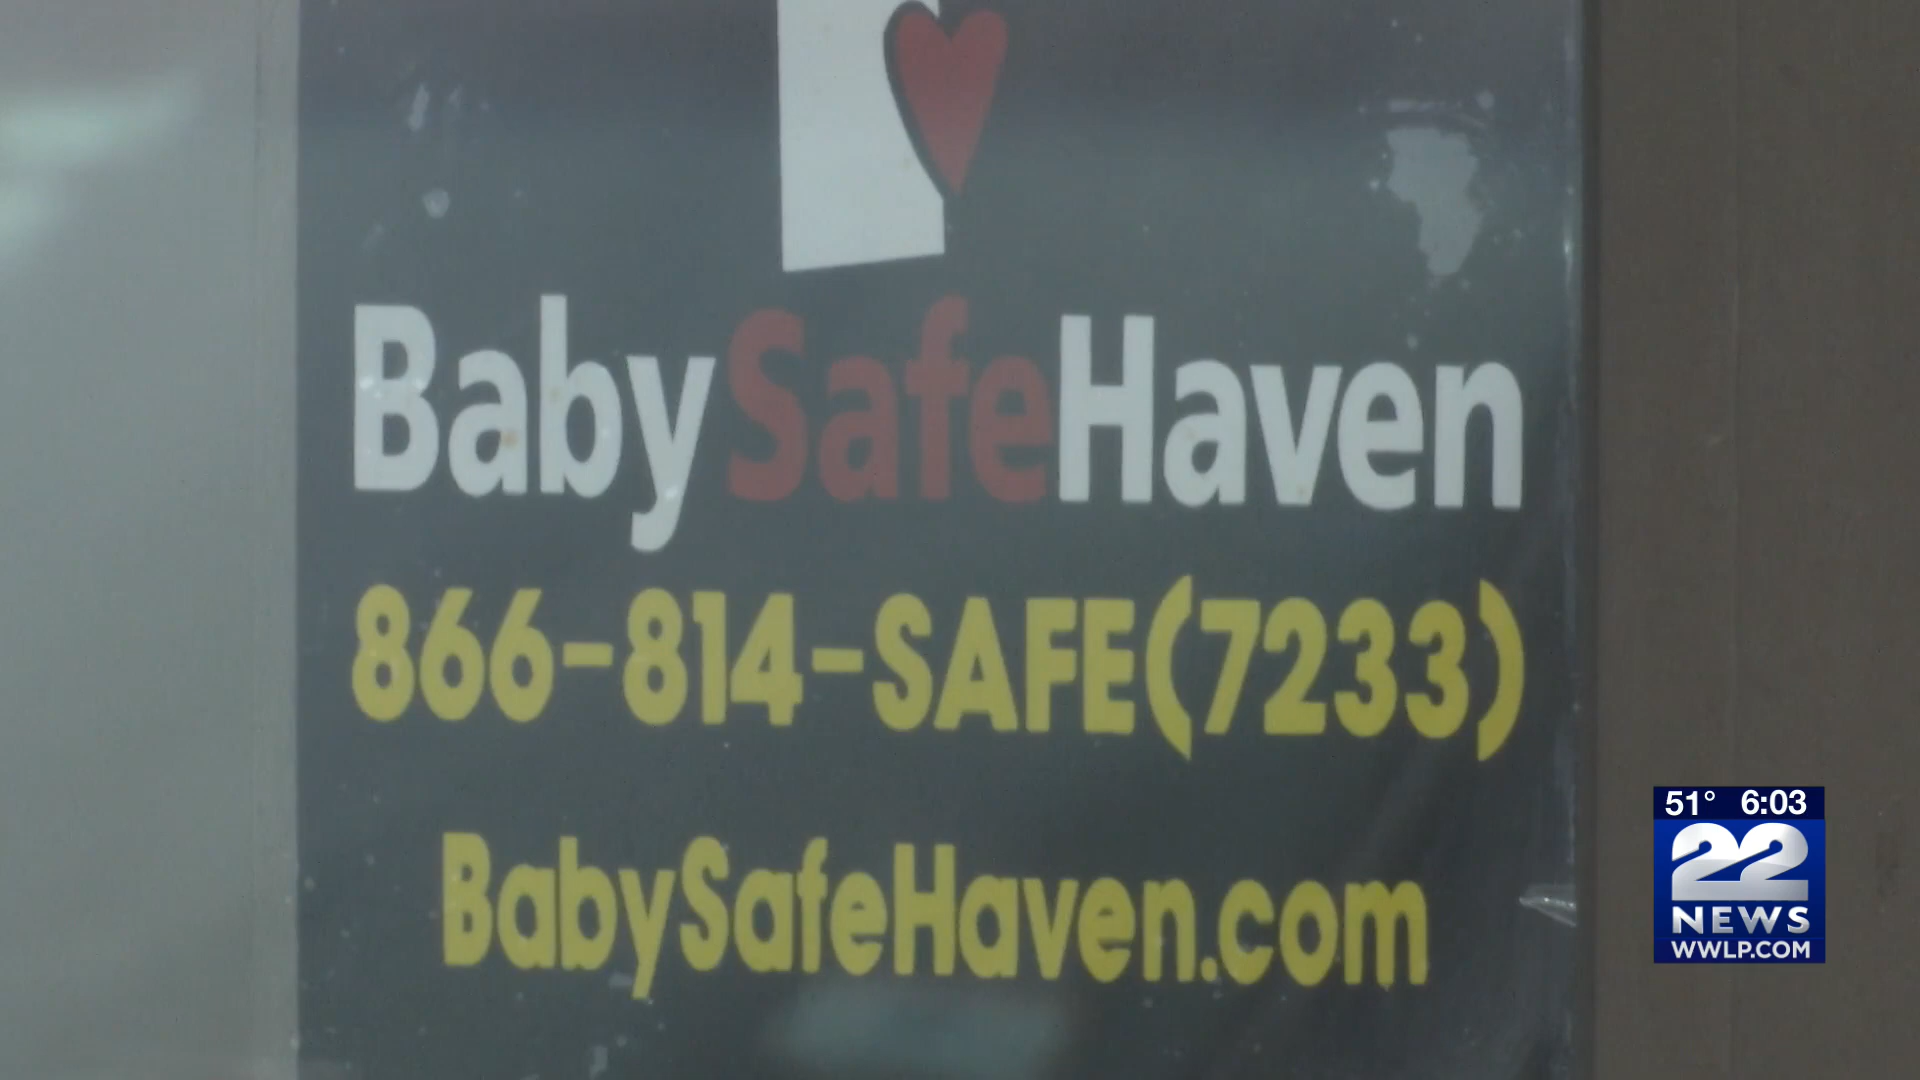 BabySafeHaven
866-814-SAFE(7233)
BabySafeHaven.com
51° 6:03
22
NEWS
WWLP.COM